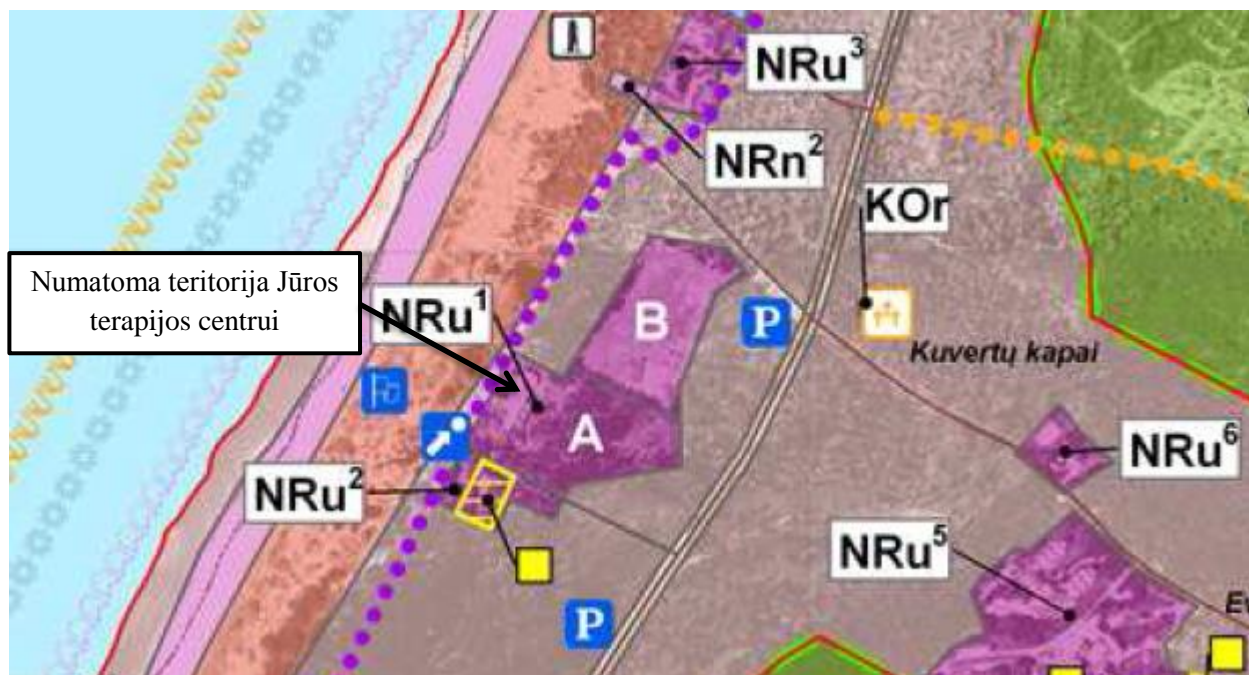 NRu³
NRn²
KOr
Numatoma teritorija Jūros
terapijos centrui
NRu¹
B
P
Kuvertų kapai
A
NRu²
NRu⁶
NRu⁵
P